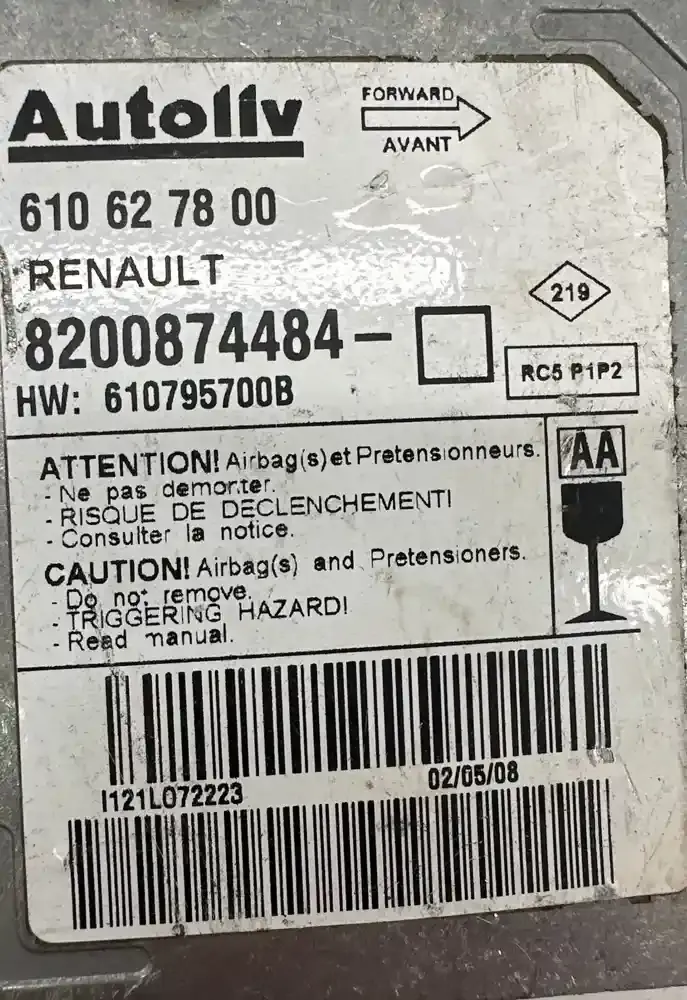 Autoliv
FORWARD
AVANT
610 62 78 00
RENAULT
219
8200874484-
RC5 P1P2
HW: 610795700B
ATTENTION! Airbag(s) et Pretensionneurs.
- Ne pas demonter.
- RISQUE DE DECLENCHEMENT!
- Consulter la notice.
AA
CAUTION! Airbag(s) and Pretensioners.
- Do not remove.
- TRIGGERING HAZARD!
- Read manual.
I121L072223
02/05/08